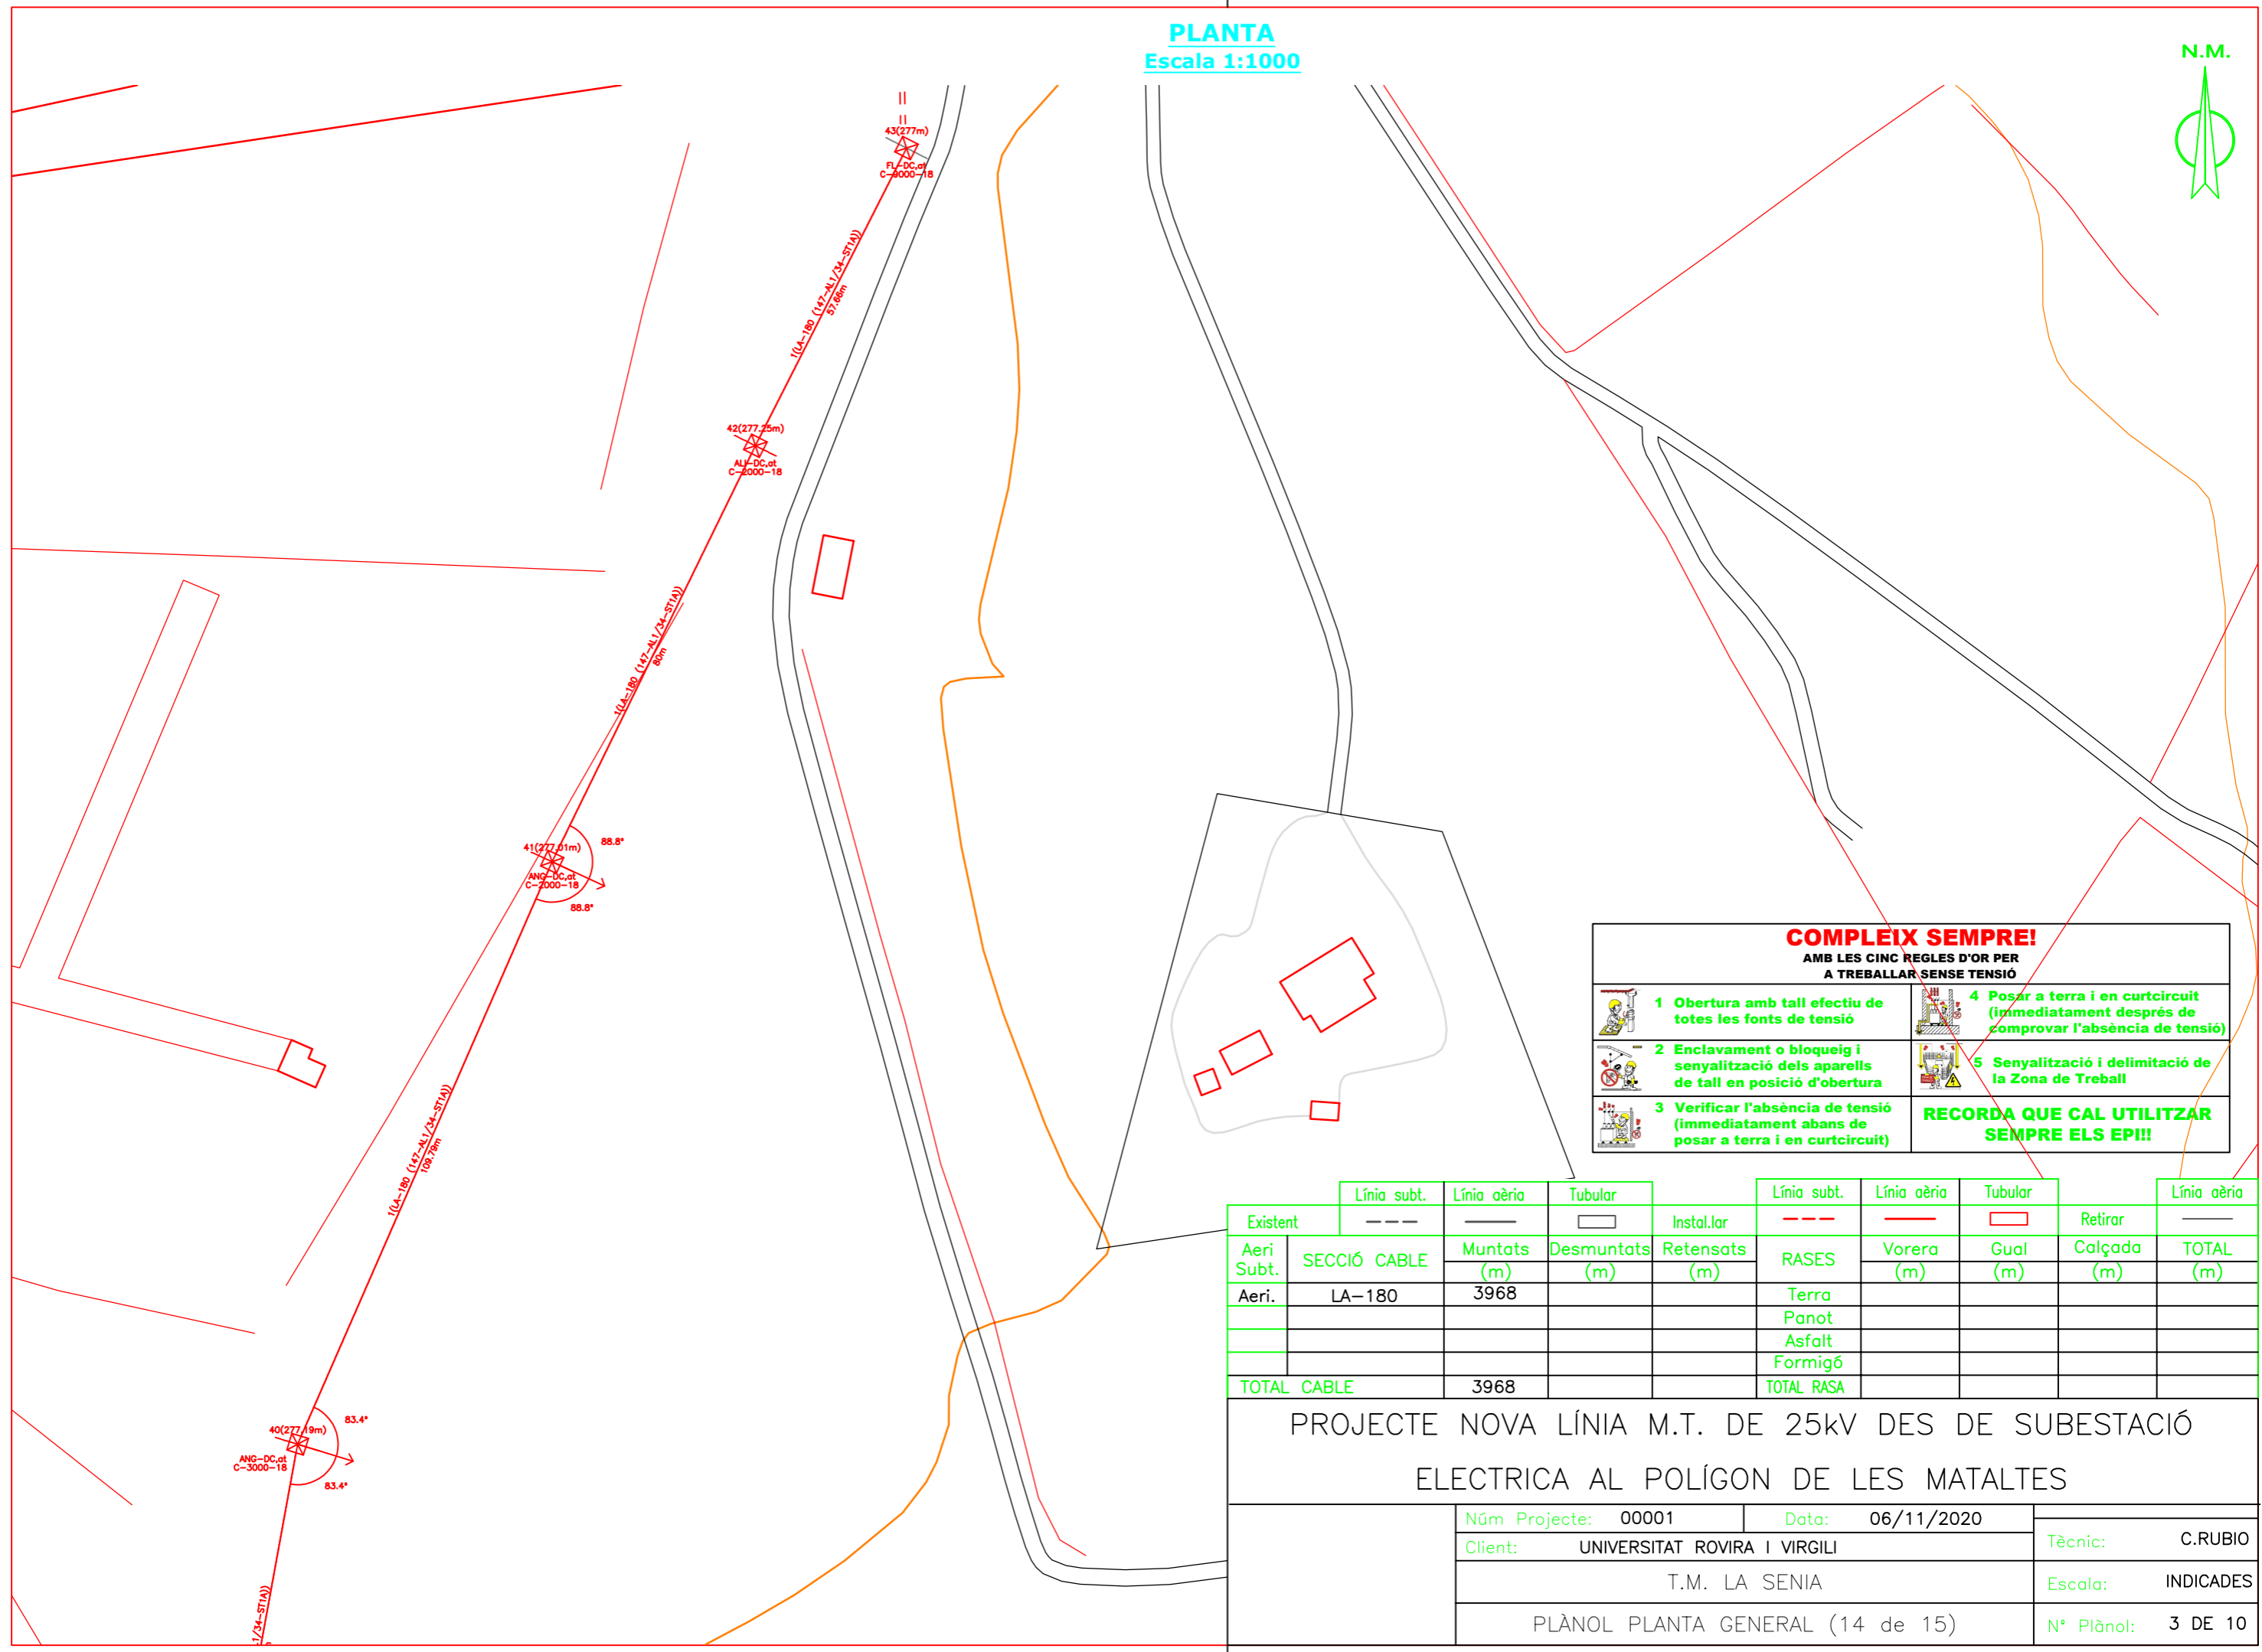 PLANTA
Escala 1:1000
N.M.
43(277m)
FL-DC,at
C-9000-18
1(LA-180 (147-AL1/34-ST1A))
57.66m
42(277.25m)
ALI-DC,at
C-2000-18
1(LA-180 (147-AL1/34-ST1A))
80m
41(277.01m)
88.8°
ANG-DC,at
C-2000-18
88.8°
1(LA-180 (147-AL1/34-ST1A))
109.79m
40(277.19m)
83.4°
ANG-DC,at
C-3000-18
83.4°
1/34-ST1A))
COMPLEIX SEMPRE!
AMB LES CINC REGLES D'OR PER
A TREBALLAR SENSE TENSIÓ
1 Obertura amb tall efectiu de
totes les fonts de tensió
2 Enclavament o bloqueig i
senyalització dels aparells
de tall en posició d'obertura
3 Verificar l'absència de tensió
(immediatament abans de
posar a terra i en curtcircuit)
4 Posar a terra i en curtcircuit
(immediatament després de
comprovar l'absència de tensió)
5 Senyalització i delimitació de
la Zona de Treball
RECORDA QUE CAL UTILITZAR
SEMPRE ELS EPI!!
Línia subt. Línia aèria Tubular Línia subt. Línia aèria Tubular Línia aèria
Existent Instal.lar Retirar
Aeri Subt. SECCIÓ CABLE Muntats (m) Desmuntats (m) Retensats (m) RASES Vorera (m) Gual (m) Calçada (m) TOTAL (m)
Aeri. LA-180 3968 Terra
Panot
Asfalt
Formigó
TOTAL CABLE 3968 TOTAL RASA
PROJECTE NOVA LÍNIA M.T. DE 25kV DES DE SUBESTACIÓ
ELECTRICA AL POLÍGON DE LES MATALTES
Núm Projecte: 00001 Data: 06/11/2020
Client: UNIVERSITAT ROVIRA I VIRGILI
Tècnic: C.RUBIO
T.M. LA SENIA
Escala: INDICADES
PLÀNOL PLANTA GENERAL (14 de 15)
Nº Plànol: 3 DE 10